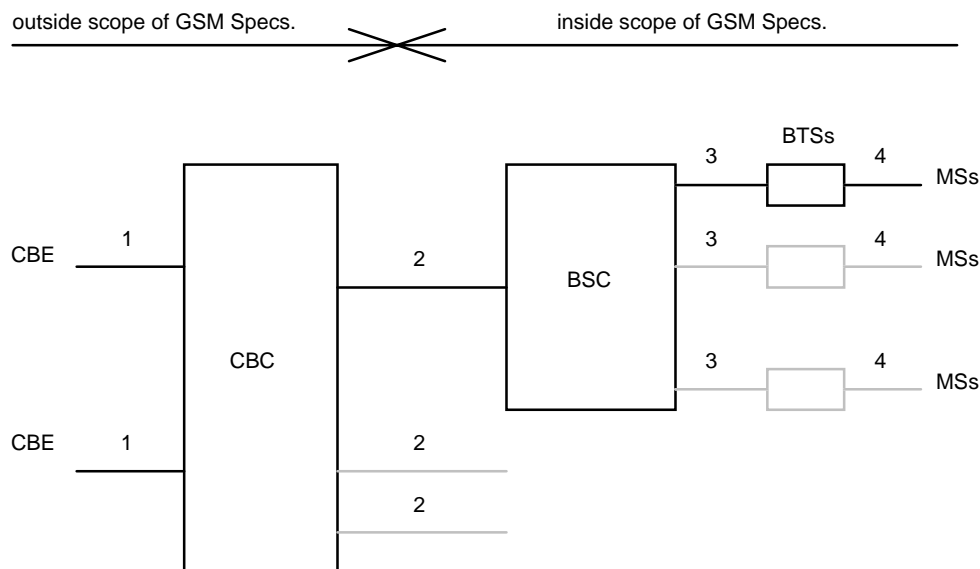 outside scope of GSM Specs. inside scope of GSM Specs.
BTSs
3 4
MSs
1 3 4
CBE 2 MSs
BSC
CBC 3 4
MSs
CBE 1 2
2